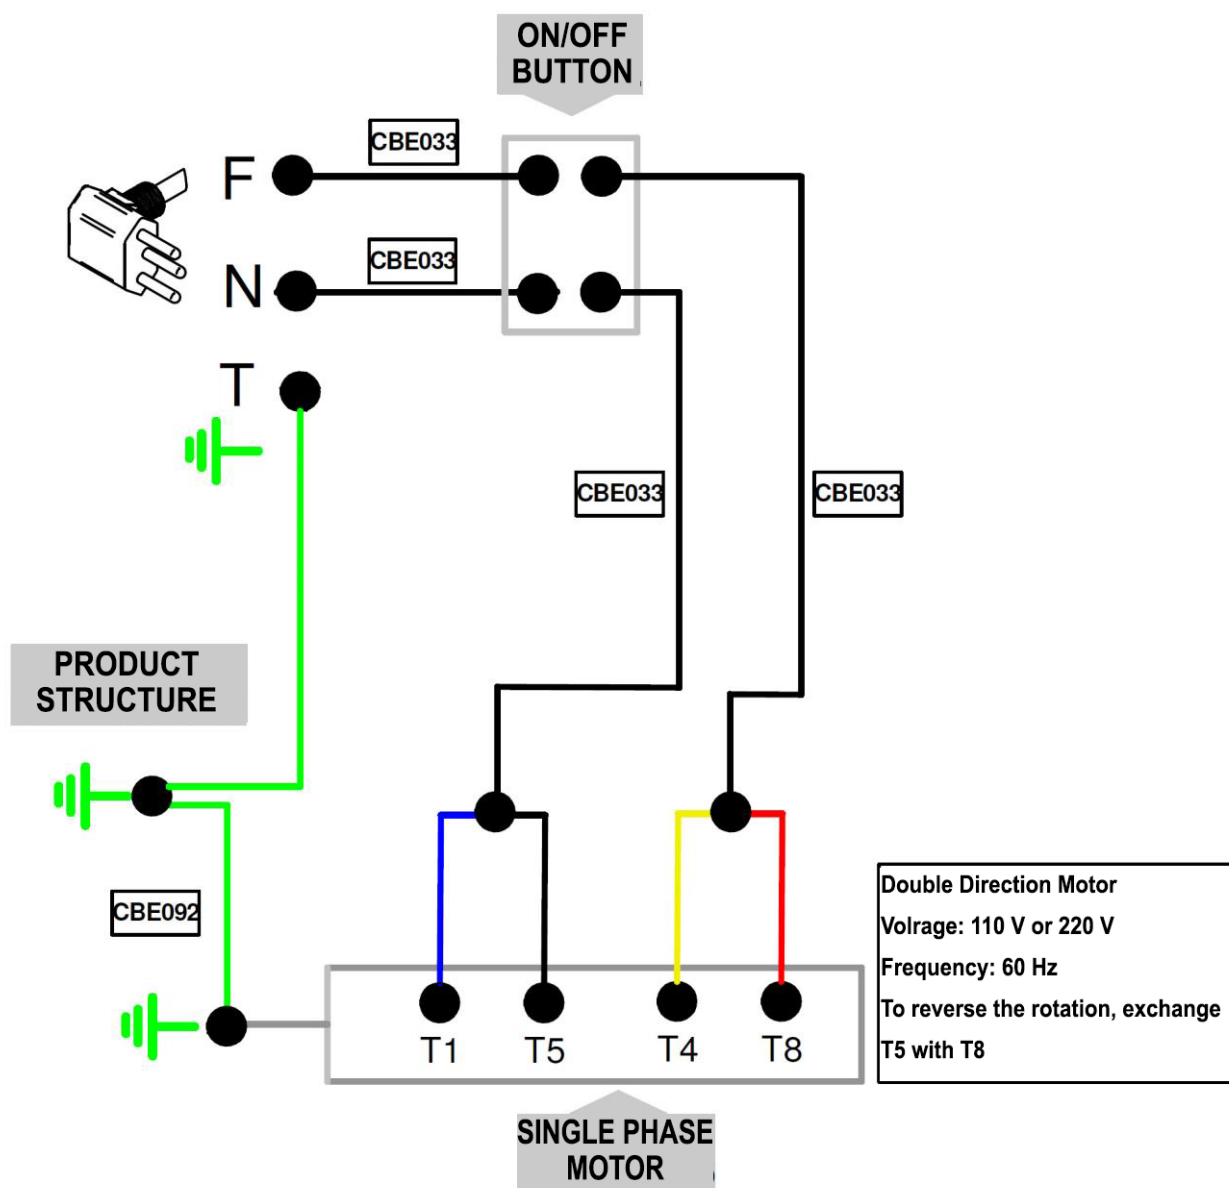 ON/OFF
BUTTON
CBE033
F
CBE033
N
T
CBE033
CBE033
PRODUCT
STRUCTURE
CBE092
Double Direction Motor
Volrage: 110 V or 220 V
Frequency: 60 Hz
To reverse the rotation, exchange
T5 with T8
T1 T5 T4 T8
SINGLE PHASE
MOTOR